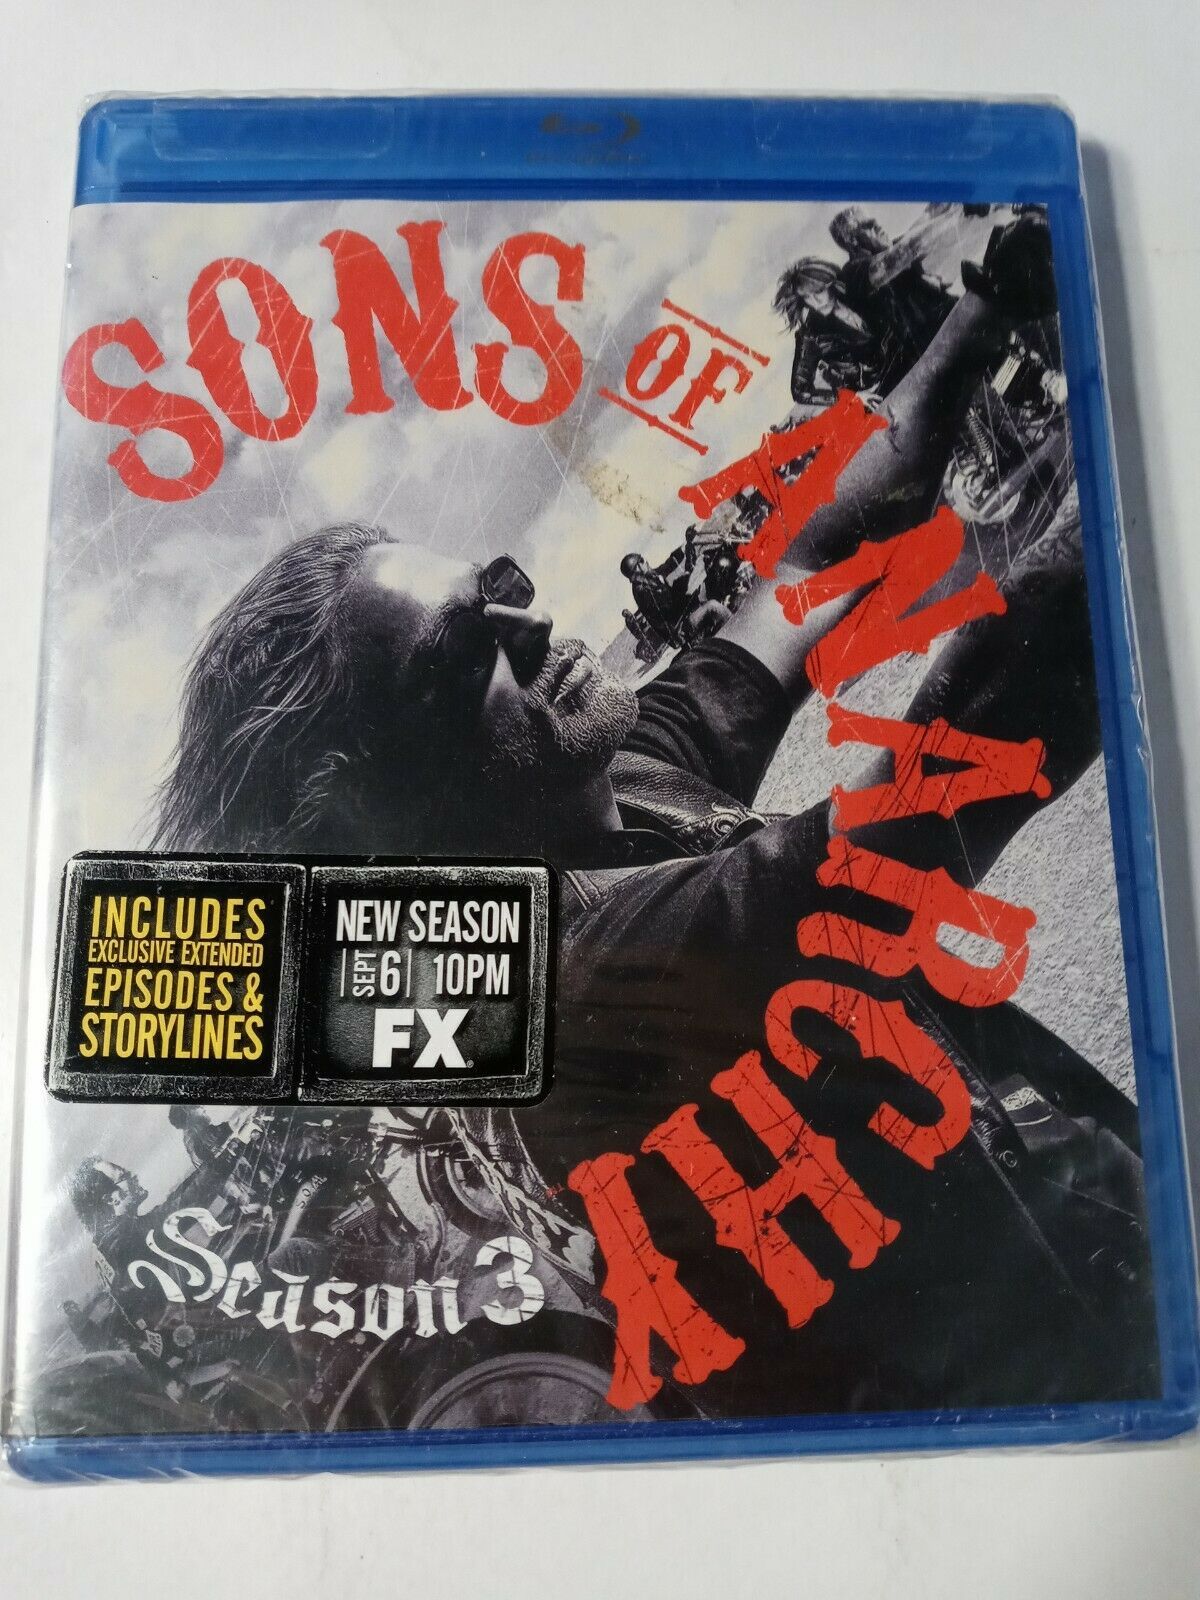 SONS
OF
ANARCHY
INCLUDES
EXCLUSIVE EXTENDED
EPISODES &
STORYLINES
NEW SEASON
SEPT 6 10PM
FX
Season 3